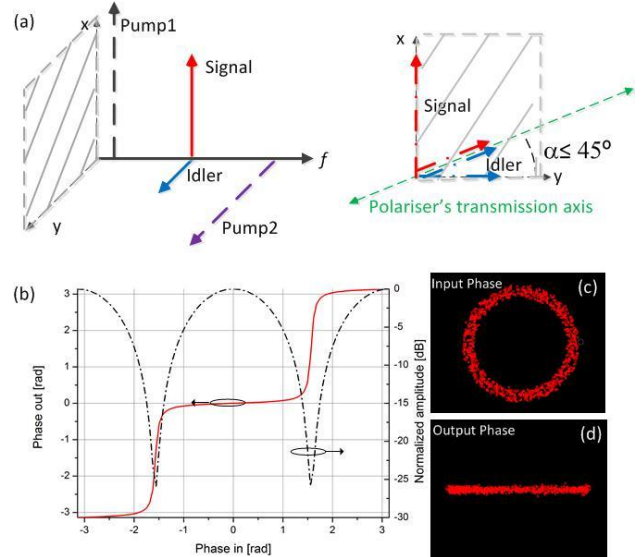 (a)
x
Pump1
Signal
f
Idler
y
Pump2
x
Signal
Idler
α≤ 45º
y
Polariser's transmission axis
(b)
3
2
1
0
-1
-2
-3
Phase out [rad]
-3 -2 -1 0 1 2 3
Phase in [rad]
0
-5
-10
-15
-20
-25
-30
Normalized amplitude [dB]
Input Phase (c)
Output Phase (d)